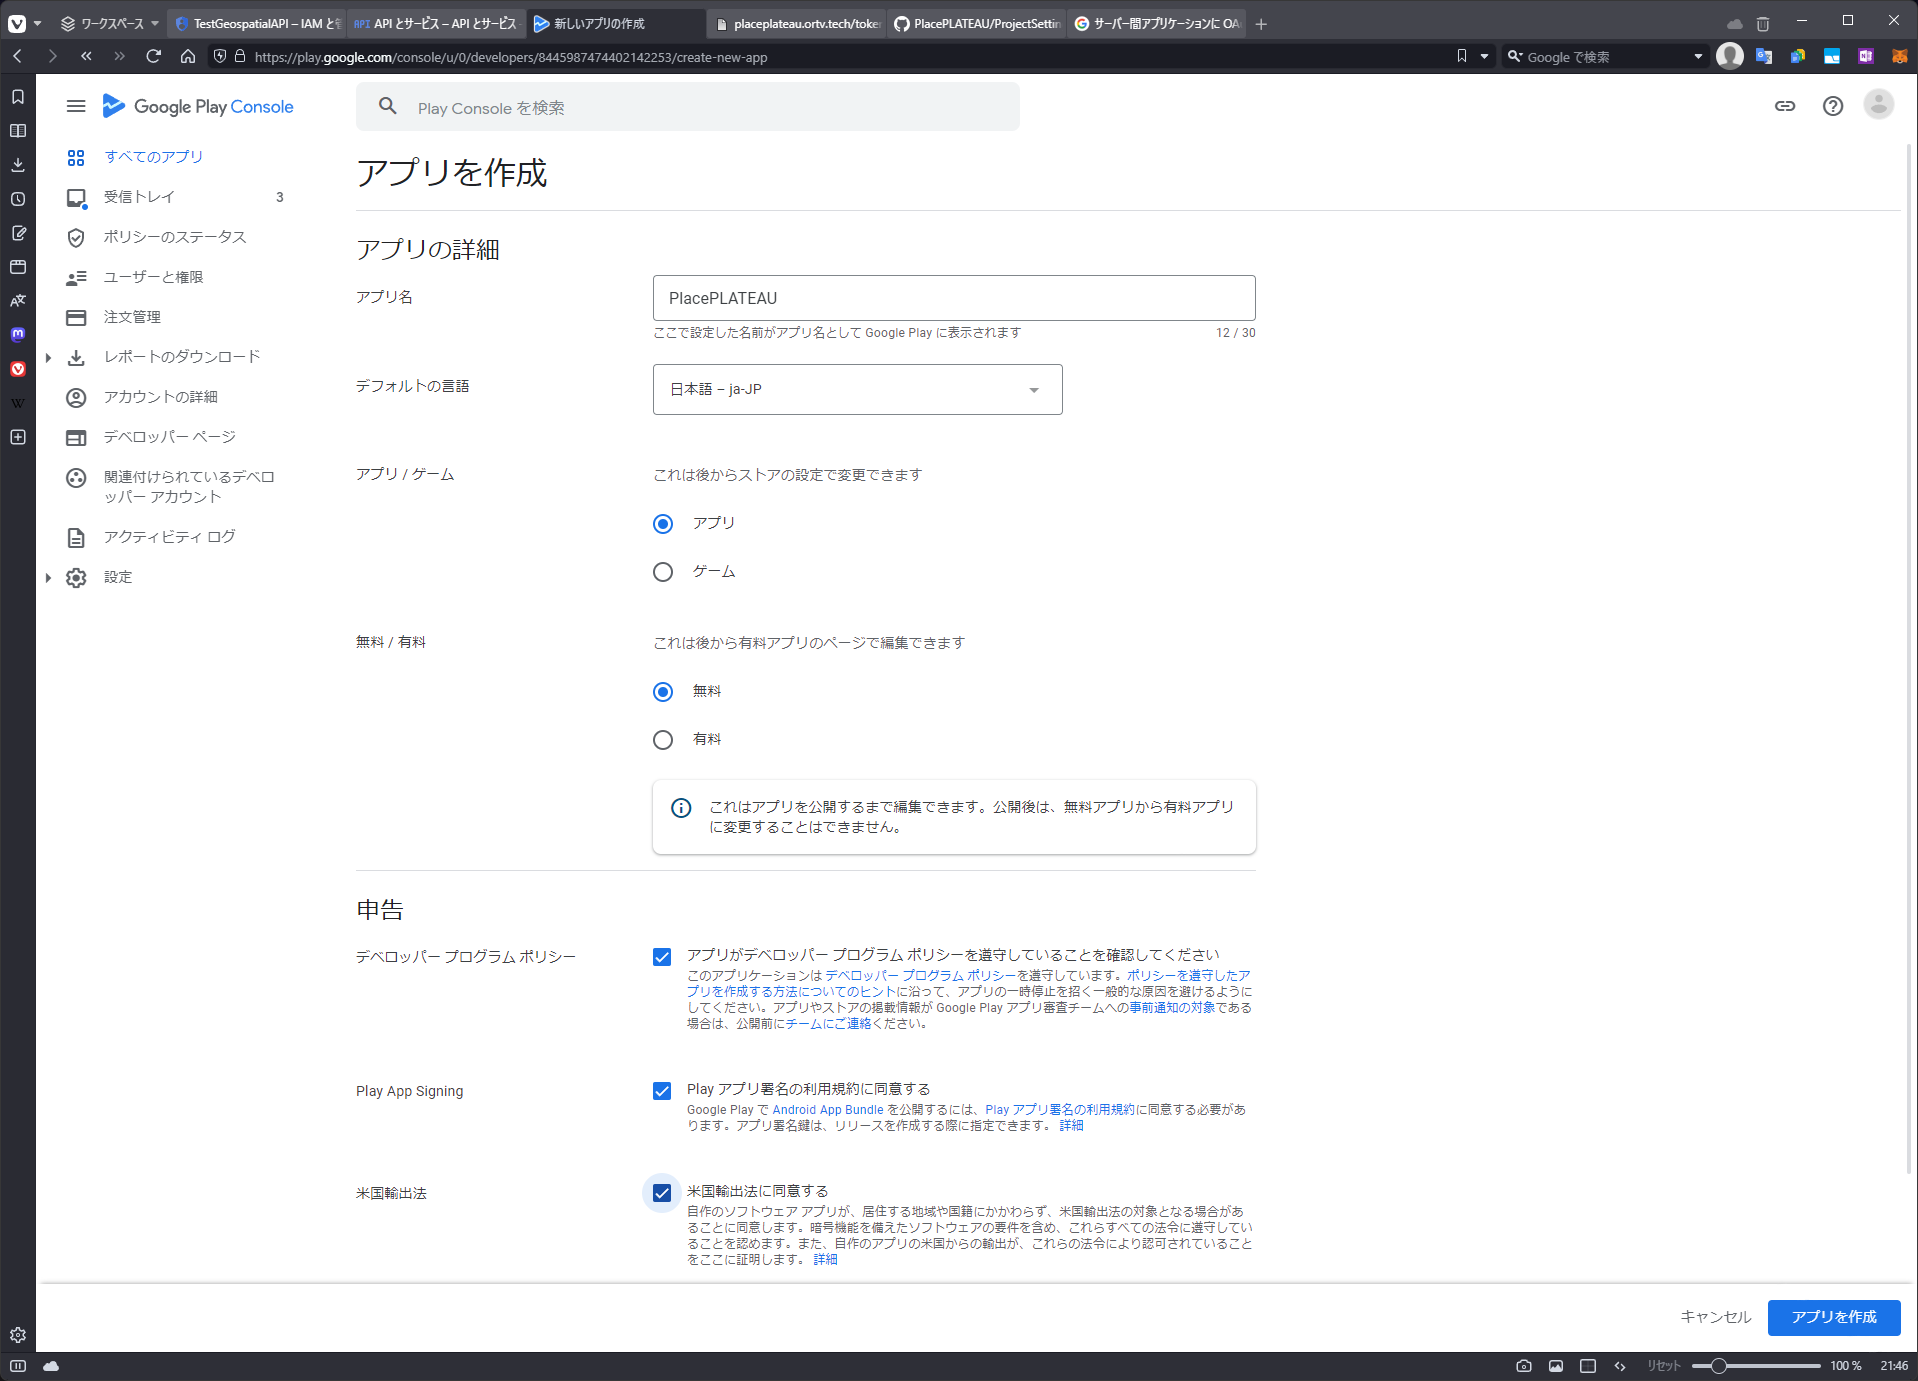 ワークスペース
TestGeospatialAPI – IAM と管
API API とサービス – API とサービス
新しいアプリの作成
placeplateau.ortv.tech/toke
PlacePLATEAU/ProjectSettin
サーバー間アプリケーションに OA
https://play.google.com/console/u/0/developers/8445987474402142253/create-new-app
Google で検索
Google Play Console
Play Console を検索
すべてのアプリ
受信トレイ 3
ポリシーのステータス
ユーザーと権限
注文管理
レポートのダウンロード
アカウントの詳細
デベロッパー ページ
関連付けられているデベロ
ッパー アカウント
アクティビティ ログ
設定
アプリを作成
アプリの詳細
アプリ名
PlacePLATEAU
ここで設定した名前がアプリ名として Google Play に表示されます 12 / 30
デフォルトの言語
日本語 – ja-JP
アプリ / ゲーム
これは後からストアの設定で変更できます
アプリ
ゲーム
無料 / 有料
これは後から有料アプリのページで編集できます
無料
有料
これはアプリを公開するまで編集できます。公開後は、無料アプリから有料アプリ
に変更することはできません。
申告
デベロッパー プログラム ポリシー
アプリがデベロッパー プログラム ポリシーを遵守していることを確認してください
このアプリケーションは デベロッパー プログラム ポリシーを遵守しています。ポリシーを遵守したア
プリを作成する方法についてのヒントに沿って、アプリの一時停止を招く一般的な原因を避けるように
してください。アプリやストアの掲載情報が Google Play アプリ審査チームへの事前通知の対象である
場合は、公開前にチームにご連絡ください。
Play App Signing
Play アプリ署名の利用規約に同意する
Google Play で Android App Bundle を公開するには、Play アプリ署名の利用規約に同意する必要があ
ります。アプリ署名鍵は、リリースを作成する際に指定できます。 詳細
米国輸出法
米国輸出法に同意する
自作のソフトウェア アプリが、居住する地域や国籍にかかわらず、米国輸出法の対象となる場合があ
ることに同意します。暗号機能を備えたソフトウェアの要件を含め、これらすべての法令に遵守してい
ることを認めます。また、自作のアプリの米国からの輸出が、これらの法令により認可されていること
をここに証明します。 詳細
キャンセル
アプリを作成
リセット
100 %
21:46